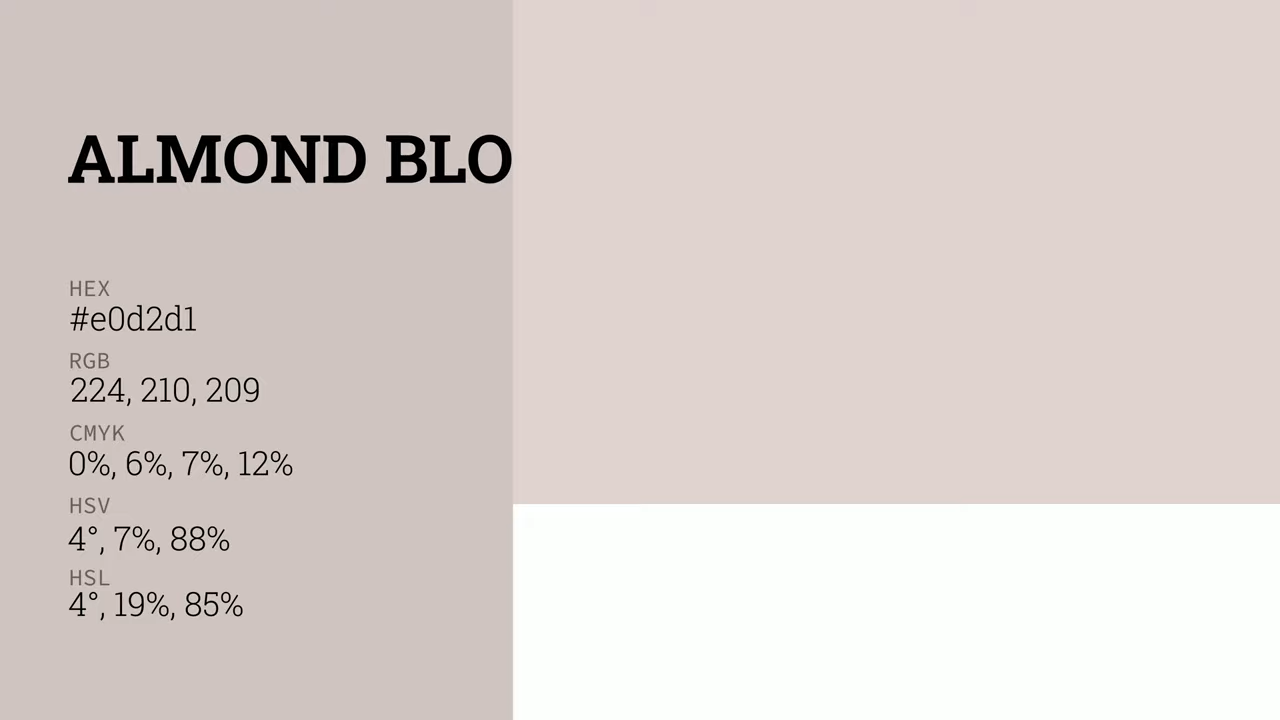 ALMOND BLO
HEX
#e0d2d1
RGB
224, 210, 209
CMYK
0%, 6%, 7%, 12%
HSV
4°, 7%, 88%
HSL
4°, 19%, 85%